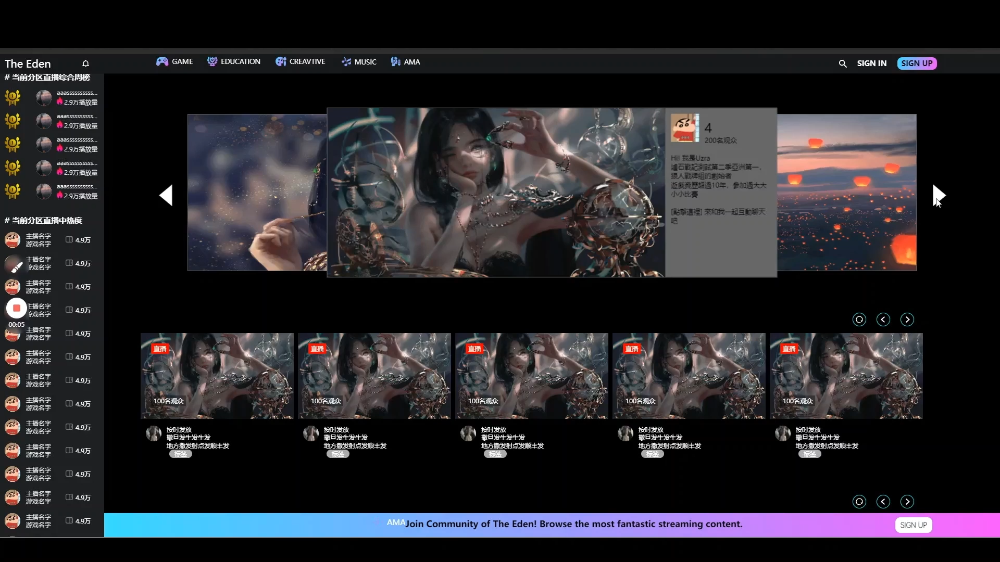 The Eden
GAME
EDUCATION
CREAVTIVE
MUSIC
AMA
SIGN IN
SIGN UP
# 当前分区直播综合周榜
aaasssssssssss...
2.9万播放量
aaasssssssssss...
2.9万播放量
aaasssssssssss...
2.9万播放量
aaasssssssssss...
2.9万播放量
aaasssssssssss...
2.9万播放量
# 当前分区直播中热度
主播名字
游戏名字
4.9万
主播名字
游戏名字
4.9万
主播名字
游戏名字
4.9万
主播名字
游戏名字
4.9万
00:05
主播名字
游戏名字
4.9万
主播名字
游戏名字
4.9万
主播名字
游戏名字
4.9万
主播名字
游戏名字
4.9万
主播名字
游戏名字
4.9万
主播名字
游戏名字
4.9万
主播名字
游戏名字
4.9万
主播名字
游戏名字
4.9万
主播名字
游戏名字
4.9万
4
200名观众
HI! 我是Uzra
爐石戰記測試第二季亞洲第一，
狼人戰牌組的創始者
遊戲資歷超過10年，參加過大大
小小比賽
[點擊這裡] 來和我一起互動聊天
吧
直播
100名观众
按时发放
撒旦发生发生发
地方撒发射点发顺丰发
标签
直播
100名观众
按时发放
撒旦发生发生发
地方撒发射点发顺丰发
标签
直播
100名观众
按时发放
撒旦发生发生发
地方撒发射点发顺丰发
标签
直播
100名观众
按时发放
撒旦发生发生发
地方撒发射点发顺丰发
标签
直播
100名观众
按时发放
撒旦发生发生发
地方撒发射点发顺丰发
标签
AMA
Join Community of The Eden! Browse the most fantastic streaming content.
SIGN UP